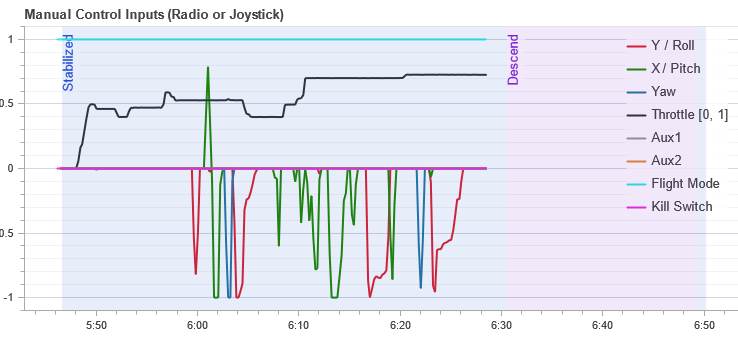 Manual Control Inputs (Radio or Joystick)
1
0.5
0
-0.5
-1
Stabilized
Descend
Y / Roll
X / Pitch
Yaw
Throttle [0, 1]
Aux1
Aux2
Flight Mode
Kill Switch
5:50 6:00 6:10 6:20 6:30 6:40 6:50